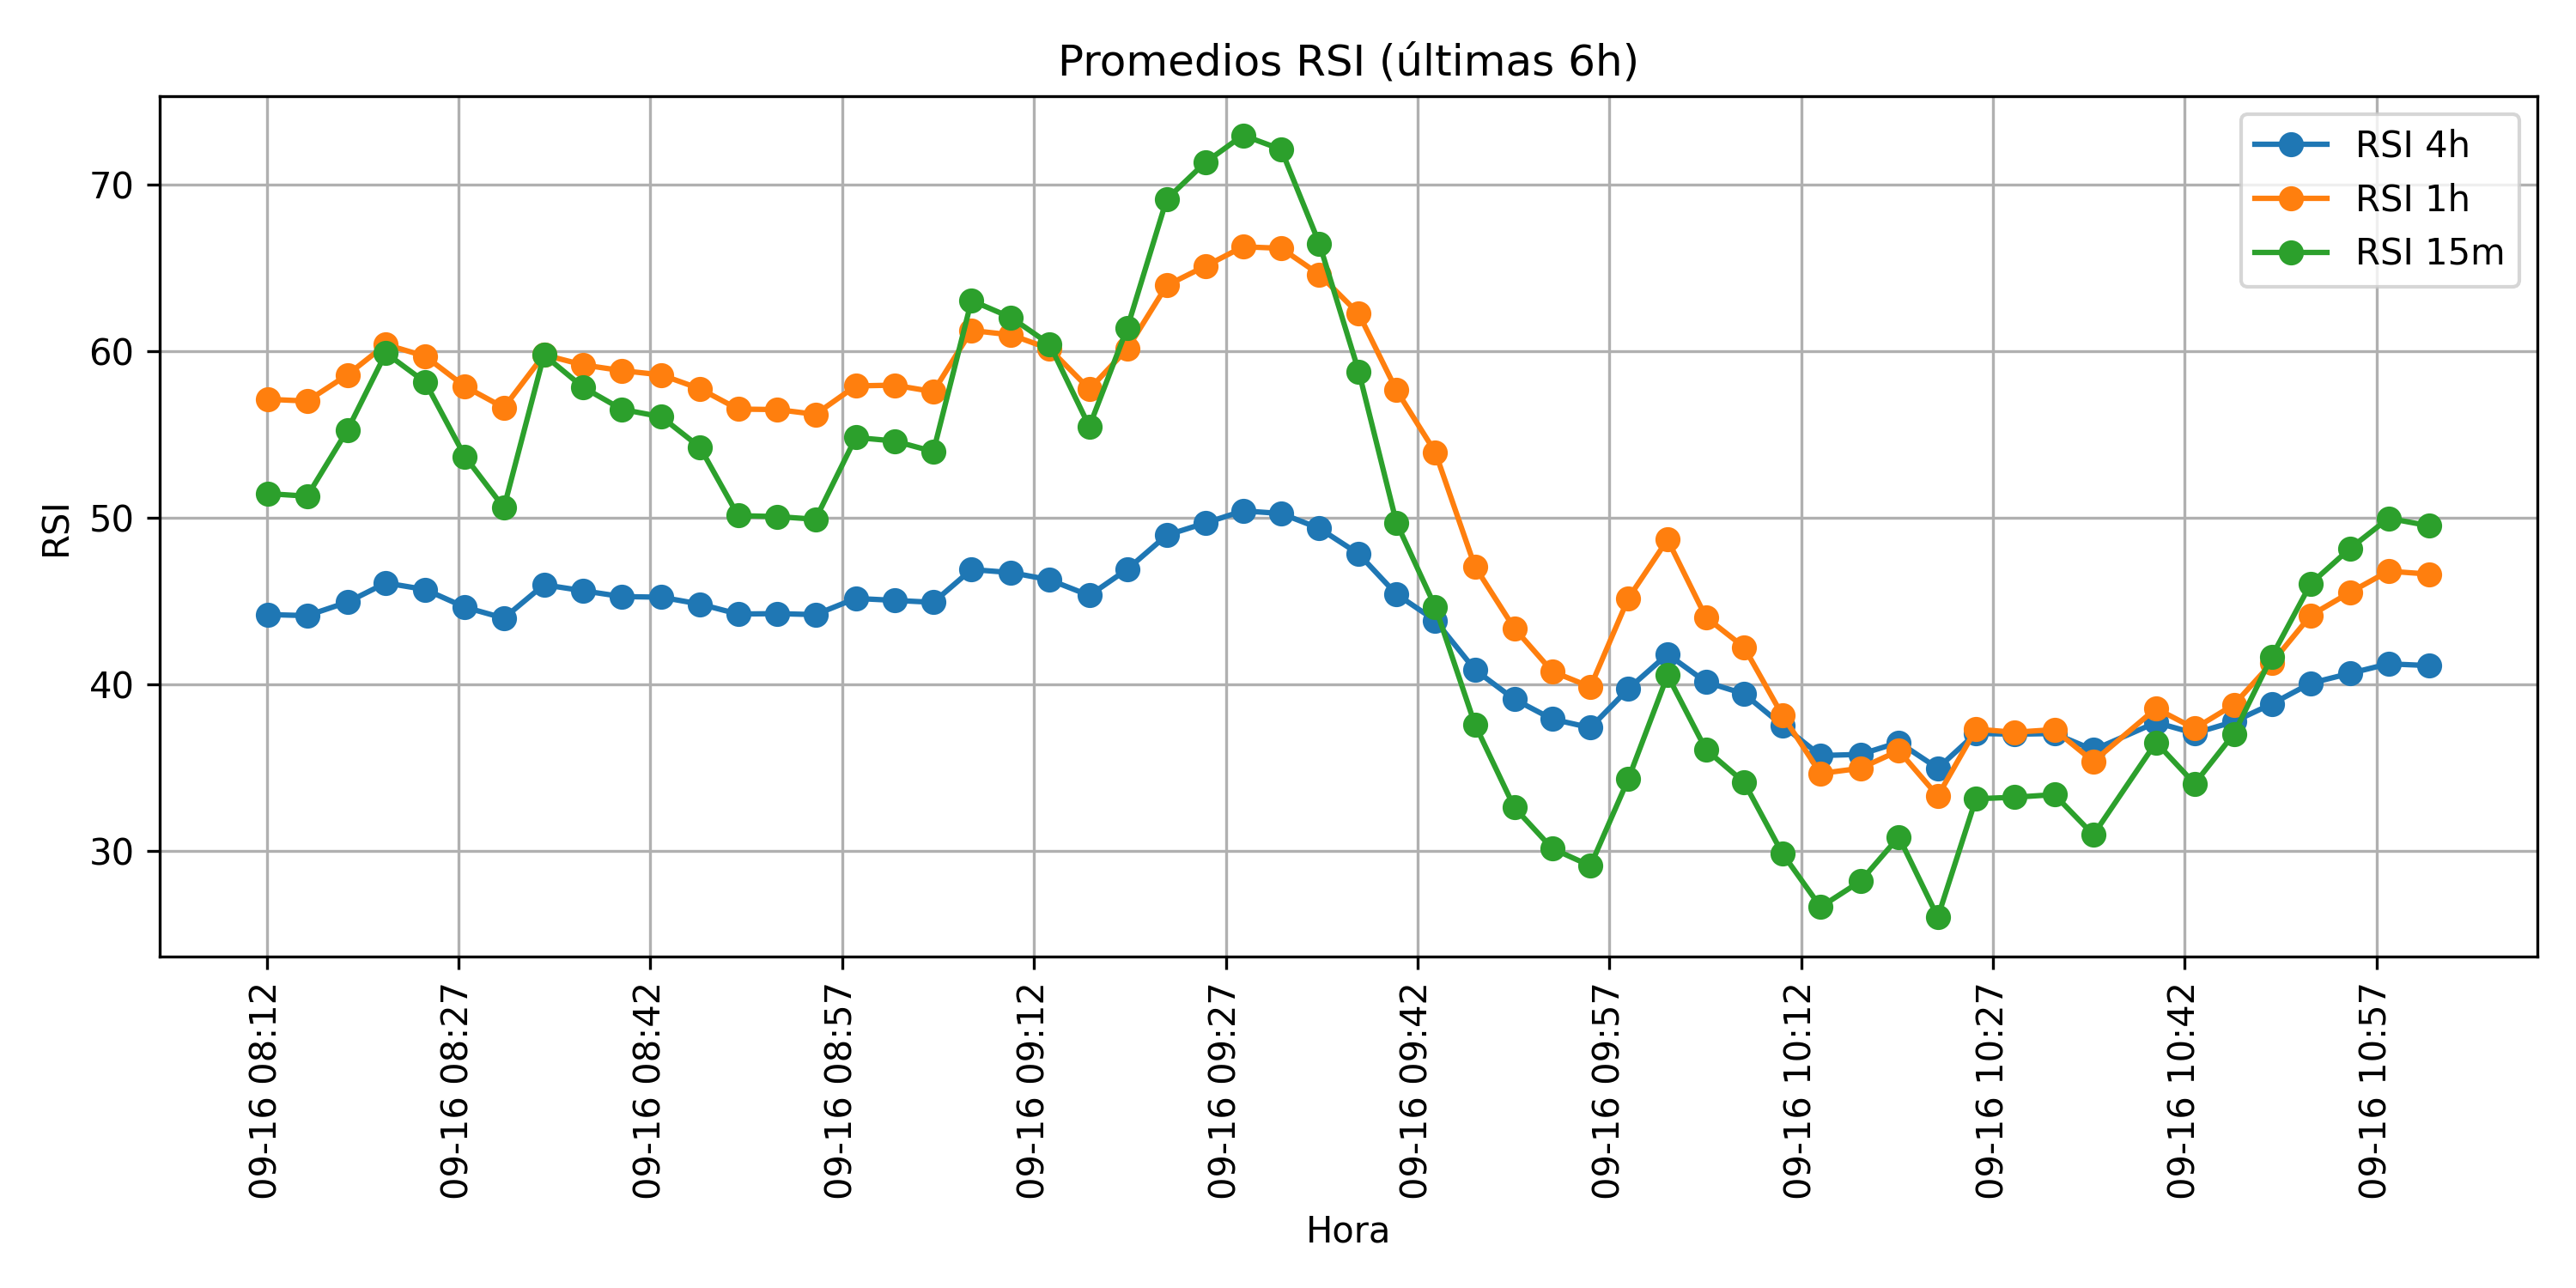 Promedios RSI (últimas 6h)
RSI 4h
RSI 1h
RSI 15m
RSI
70
60
50
40
30
09-16 08:12
09-16 08:27
09-16 08:42
09-16 08:57
09-16 09:12
09-16 09:27
09-16 09:42
09-16 09:57
09-16 10:12
09-16 10:27
09-16 10:42
09-16 10:57
Hora